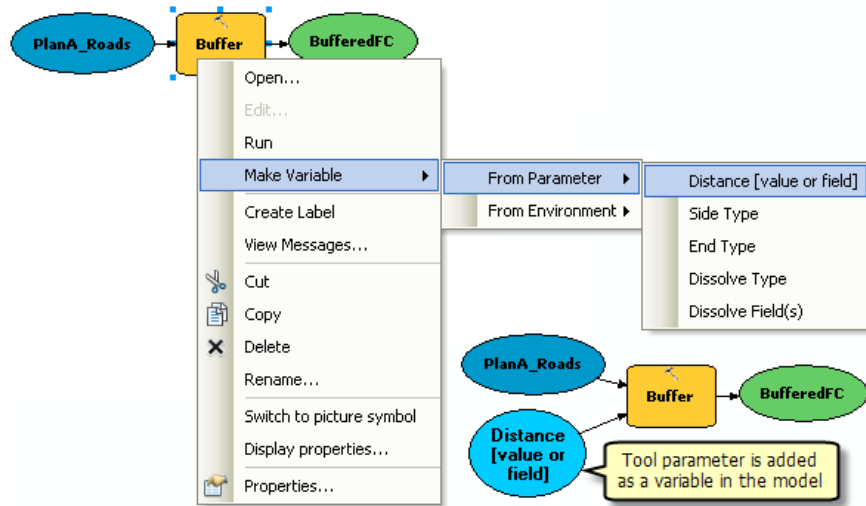 PlanA_Roads
Buffer
BufferedFC
Open...
Edit...
Run
Make Variable
Create Label
View Messages...
Cut
Copy
Delete
Rename...
Switch to picture symbol
Display properties...
Properties...
From Parameter
From Environment
Distance [value or field]
Side Type
End Type
Dissolve Type
Dissolve Field(s)
PlanA_Roads
Buffer
BufferedFC
Distance
[value or
field]
Tool parameter is added
as a variable in the model